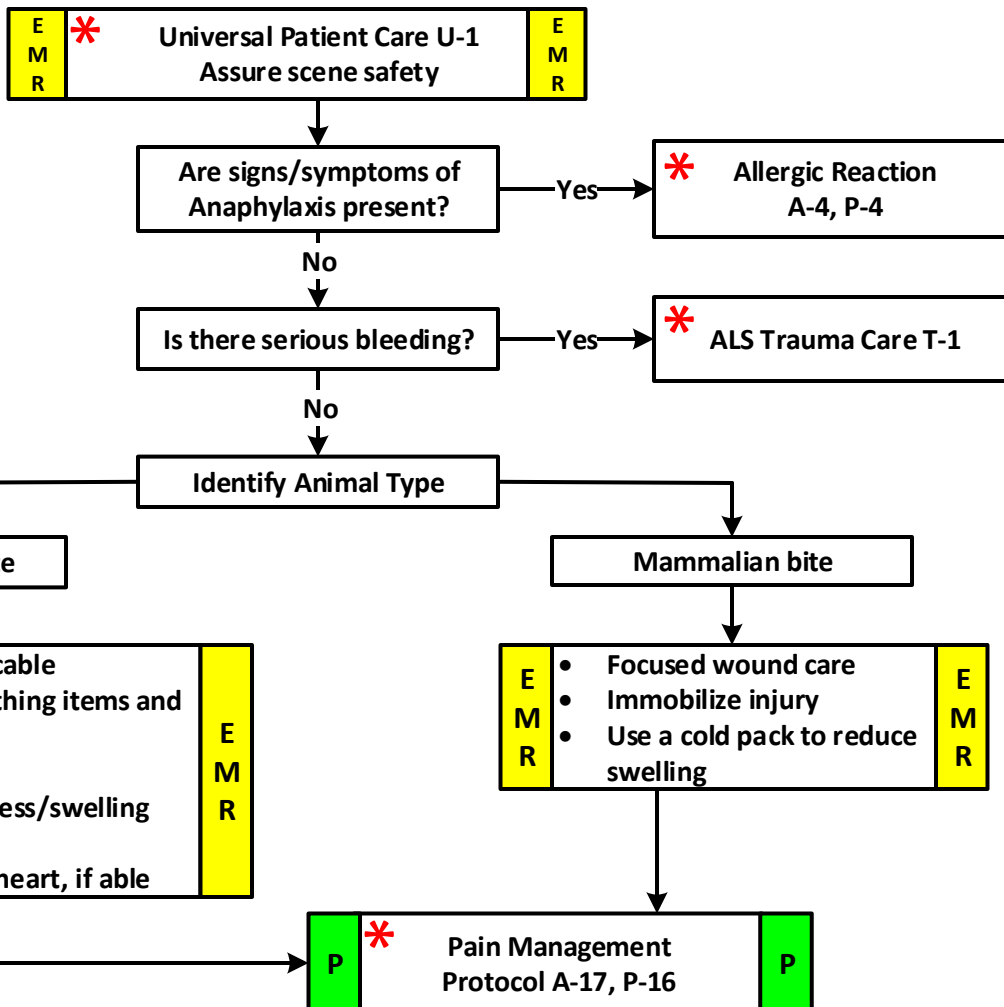 E
M
R
* Universal Patient Care U-1
Assure scene safety
E
M
R
Are signs/symptoms of
Anaphylaxis present?
Yes
* Allergic Reaction
A-4, P-4
No
Is there serious bleeding?
Yes
* ALS Trauma Care T-1
No
Identify Animal Type
e
Mammalian bite
cable
thing items and
ess/swelling
heart, if able
E
M
R
E
M
R
• Focused wound care
• Immobilize injury
• Use a cold pack to reduce
swelling
E
M
R
P
* Pain Management
Protocol A-17, P-16
P